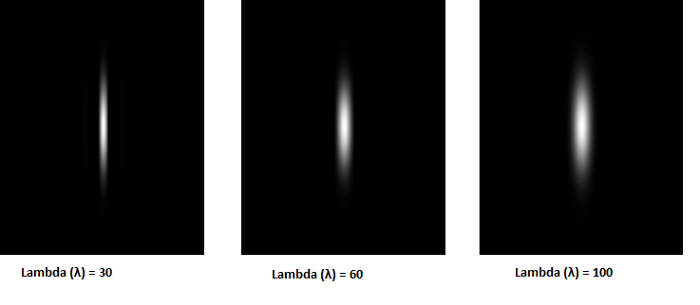 Lambda (λ) = 30
Lambda (λ) = 60
Lambda (λ) = 100